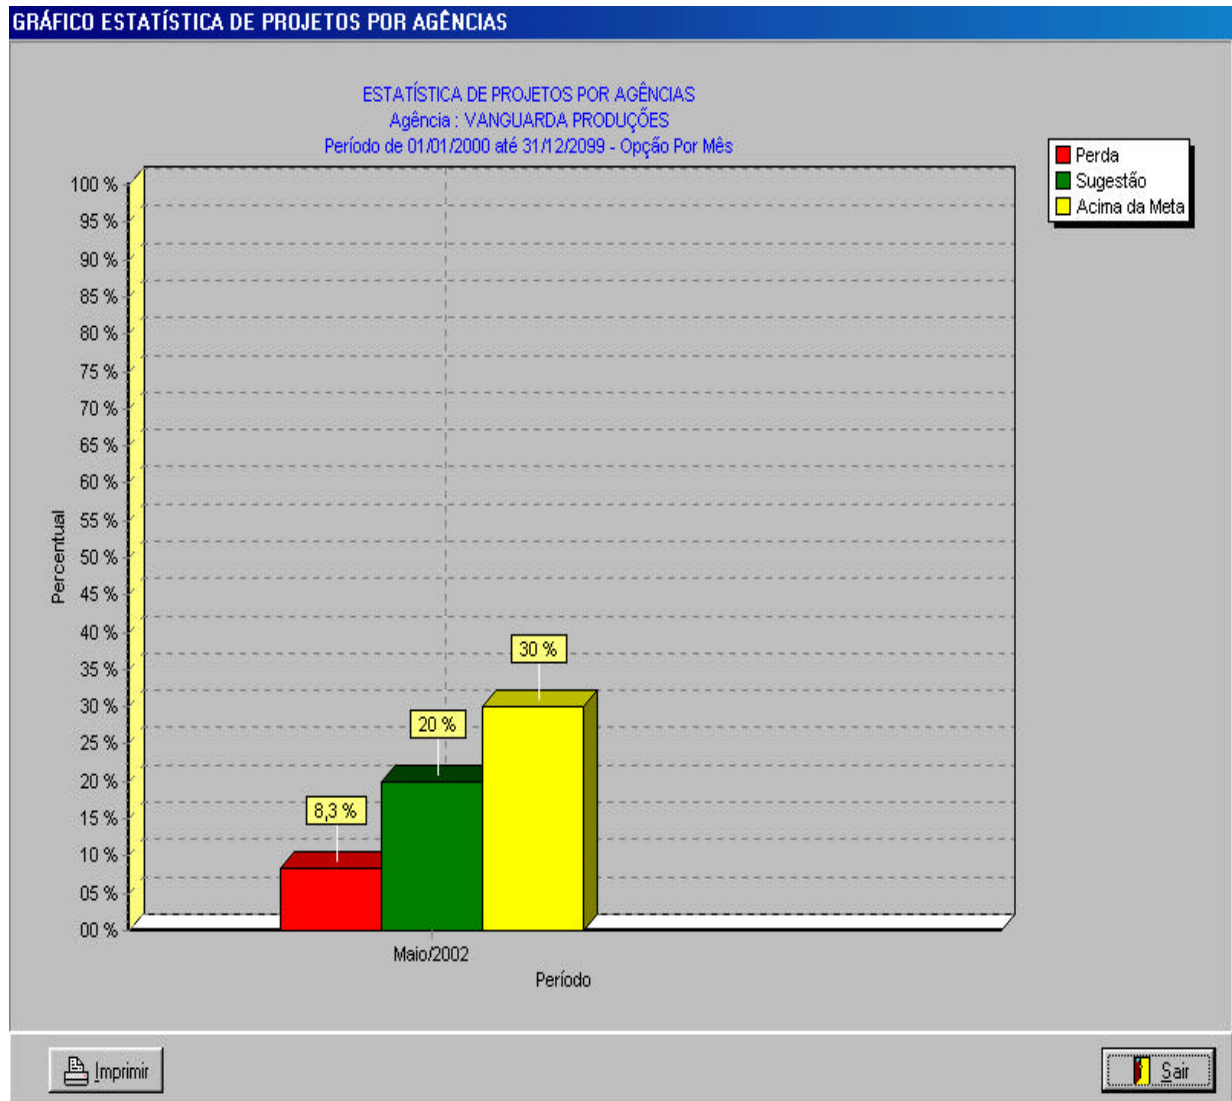 GRÁFICO ESTATÍSTICA DE PROJETOS POR AGÊNCIAS
ESTATÍSTICA DE PROJETOS POR AGÊNCIAS
Agência : VANGUARDA PRODUÇÕES
Período de 01/01/2000 até 31/12/2099 - Opção Por Mês
Perda
Sugestão
Acima da Meta
100 %
95 %
90 %
85 %
80 %
75 %
70 %
65 %
60 %
55 %
50 %
45 %
40 %
35 %
30 %
25 %
20 %
15 %
10 %
05 %
00 %
Percentual
8,3 %
20 %
30 %
Maio/2002
Período
Imprimir
Sair